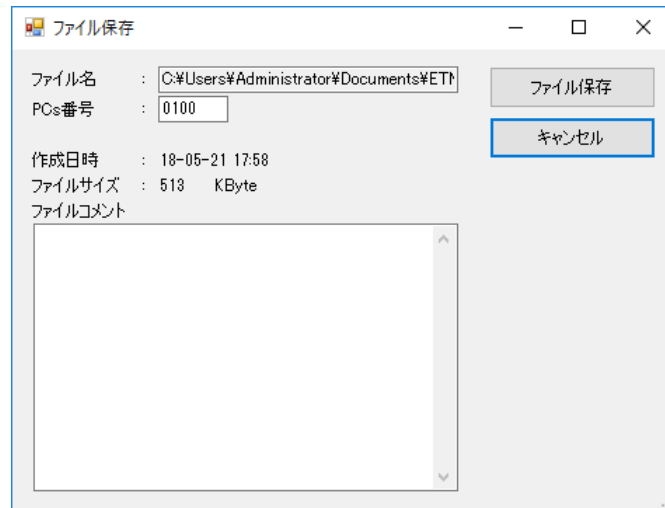 ファイル保存
ファイル名 : C:¥Users¥Administrator¥Documents¥ETN
ファイル保存
PCs番号 : 0100
キャンセル
作成日時 : 18-05-21 17:58
ファイルサイズ : 513 KByte
ファイルコメント